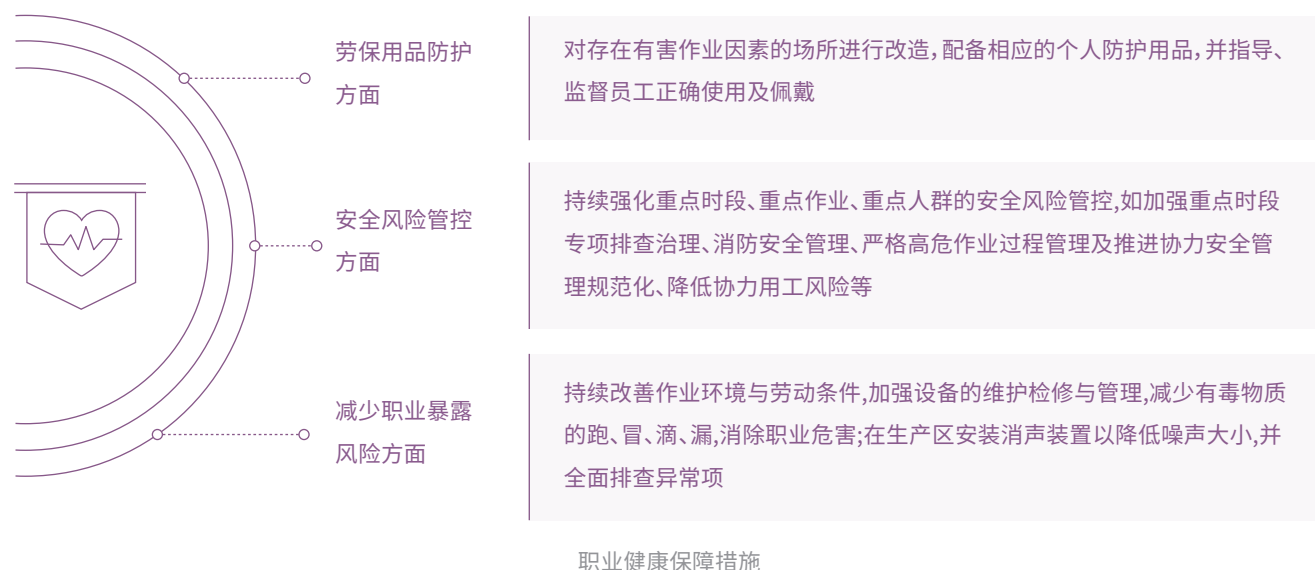 劳保用品防护
方面
对存在有害作业因素的场所进行改造，配备相应的个人防护用品，并指导、
监督员工正确使用及佩戴
安全风险管控
方面
持续强化重点时段、重点作业、重点人群的安全风险管控,如加强重点时段
专项排查治理、消防安全管理、严格高危作业过程管理及推进协力安全管
理规范化、降低协力用工风险等
减少职业暴露
风险方面
持续改善作业环境与劳动条件,加强设备的维护检修与管理,减少有毒物质
的跑、冒、滴、漏,消除职业危害;在生产区安装消声装置以降低噪声大小,并
全面排查异常项
职业健康保障措施